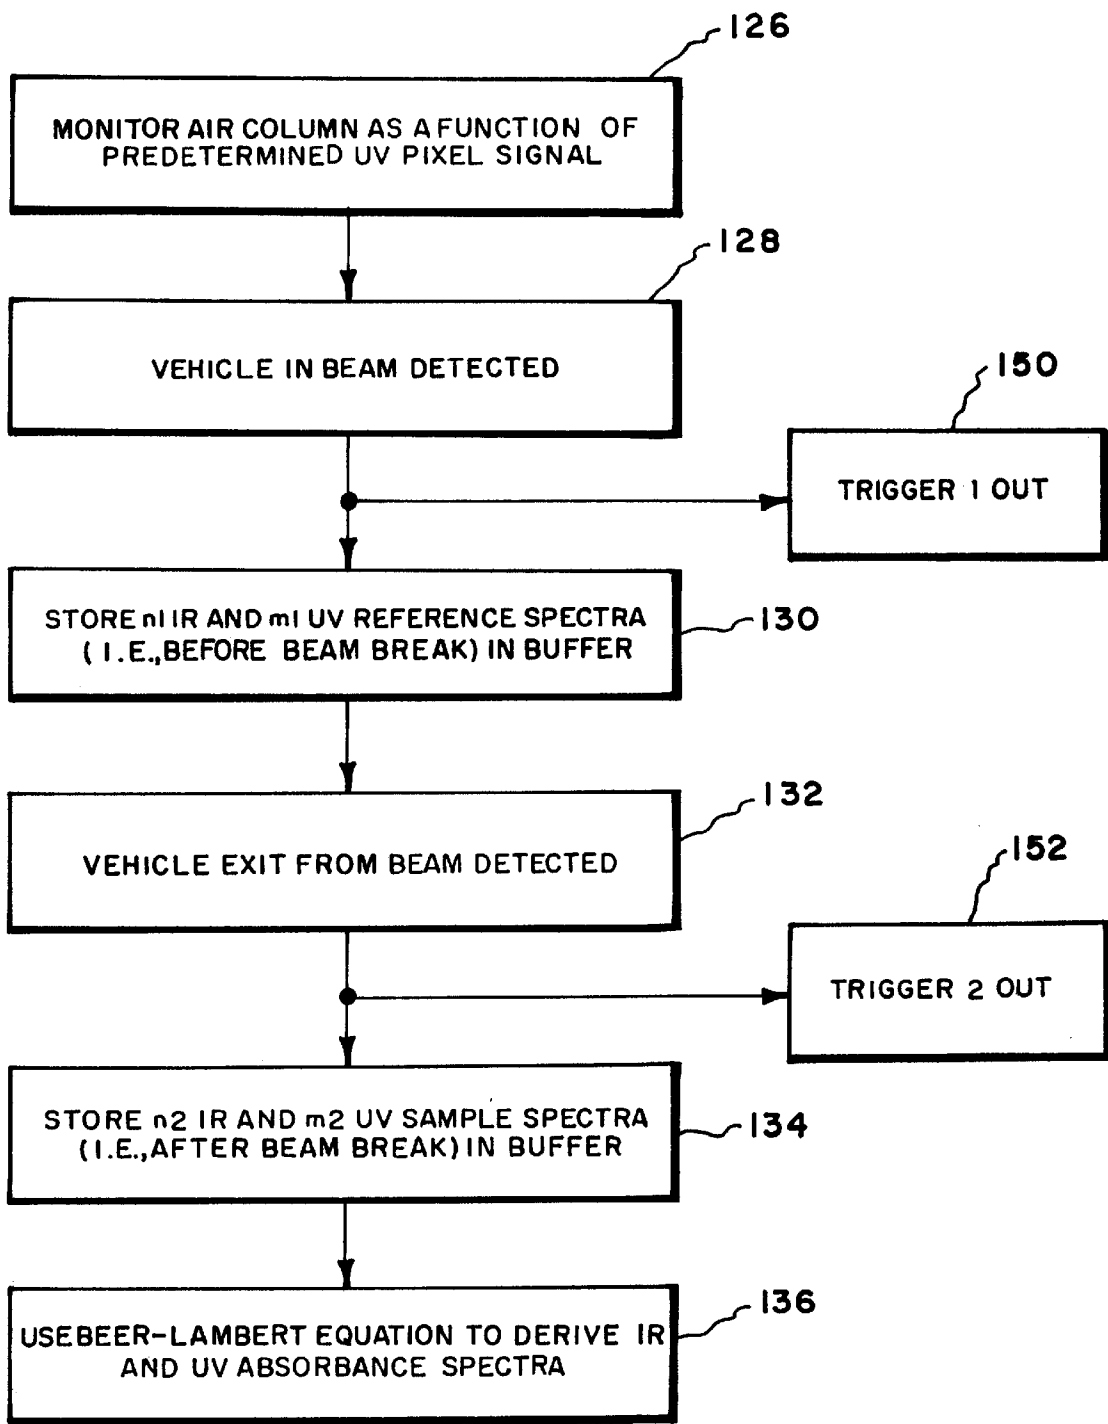 126
MONITOR AIR COLUMN AS A FUNCTION OF
PREDETERMINED UV PIXEL SIGNAL
128
VEHICLE IN BEAM DETECTED
150
TRIGGER 1 OUT
STORE n1 IR AND m1 UV REFERENCE SPECTRA
(I.E.,BEFORE BEAM BREAK) IN BUFFER
130
132
VEHICLE EXIT FROM BEAM DETECTED
152
TRIGGER 2 OUT
STORE n2 IR AND m2 UV SAMPLE SPECTRA
(I.E.,AFTER BEAM BREAK) IN BUFFER
134
136
USEBEER-LAMBERT EQUATION TO DERIVE IR
AND UV ABSORBANCE SPECTRA